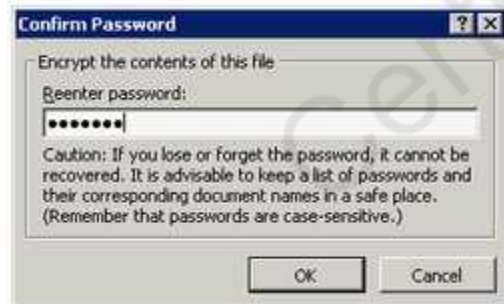 Confirm Password
Encrypt the contents of this file
Reenter password:
•••••••
Caution: If you lose or forget the password, it cannot be
recovered. It is advisable to keep a list of passwords and
their corresponding document names in a safe place.
(Remember that passwords are case-sensitive.)
OK
Cancel